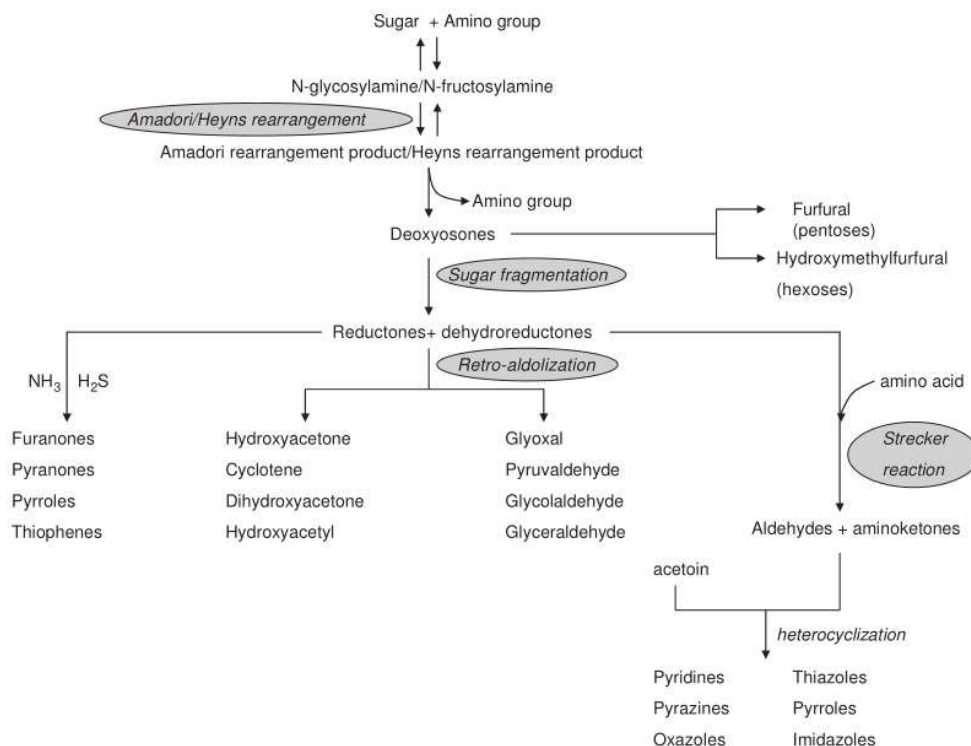 Sugar + Amino group
N-glycosylamine/N-fructosylamine
Amadori/Heyns rearrangement
Amadori rearrangement product/Heyns rearrangement product
Amino group
Deoxyosones
Furfural
(pentoses)
Hydroxymethylfurfural
(hexoses)
Sugar fragmentation
Reductones+ dehydroreductones
Retro-aldolization
NH3 H2S
amino acid
Furanones
Pyranones
Pyrroles
Thiophenes
Hydroxyacetone
Cyclotene
Dihydroxyacetone
Hydroxyacetyl
Glyoxal
Pyruvaldehyde
Glycolaldehyde
Glyceraldehyde
Strecker
reaction
Aldehydes + aminoketones
acetoin
heterocyclization
Pyridines
Pyrazines
Oxazoles
Thiazoles
Pyrroles
Imidazoles